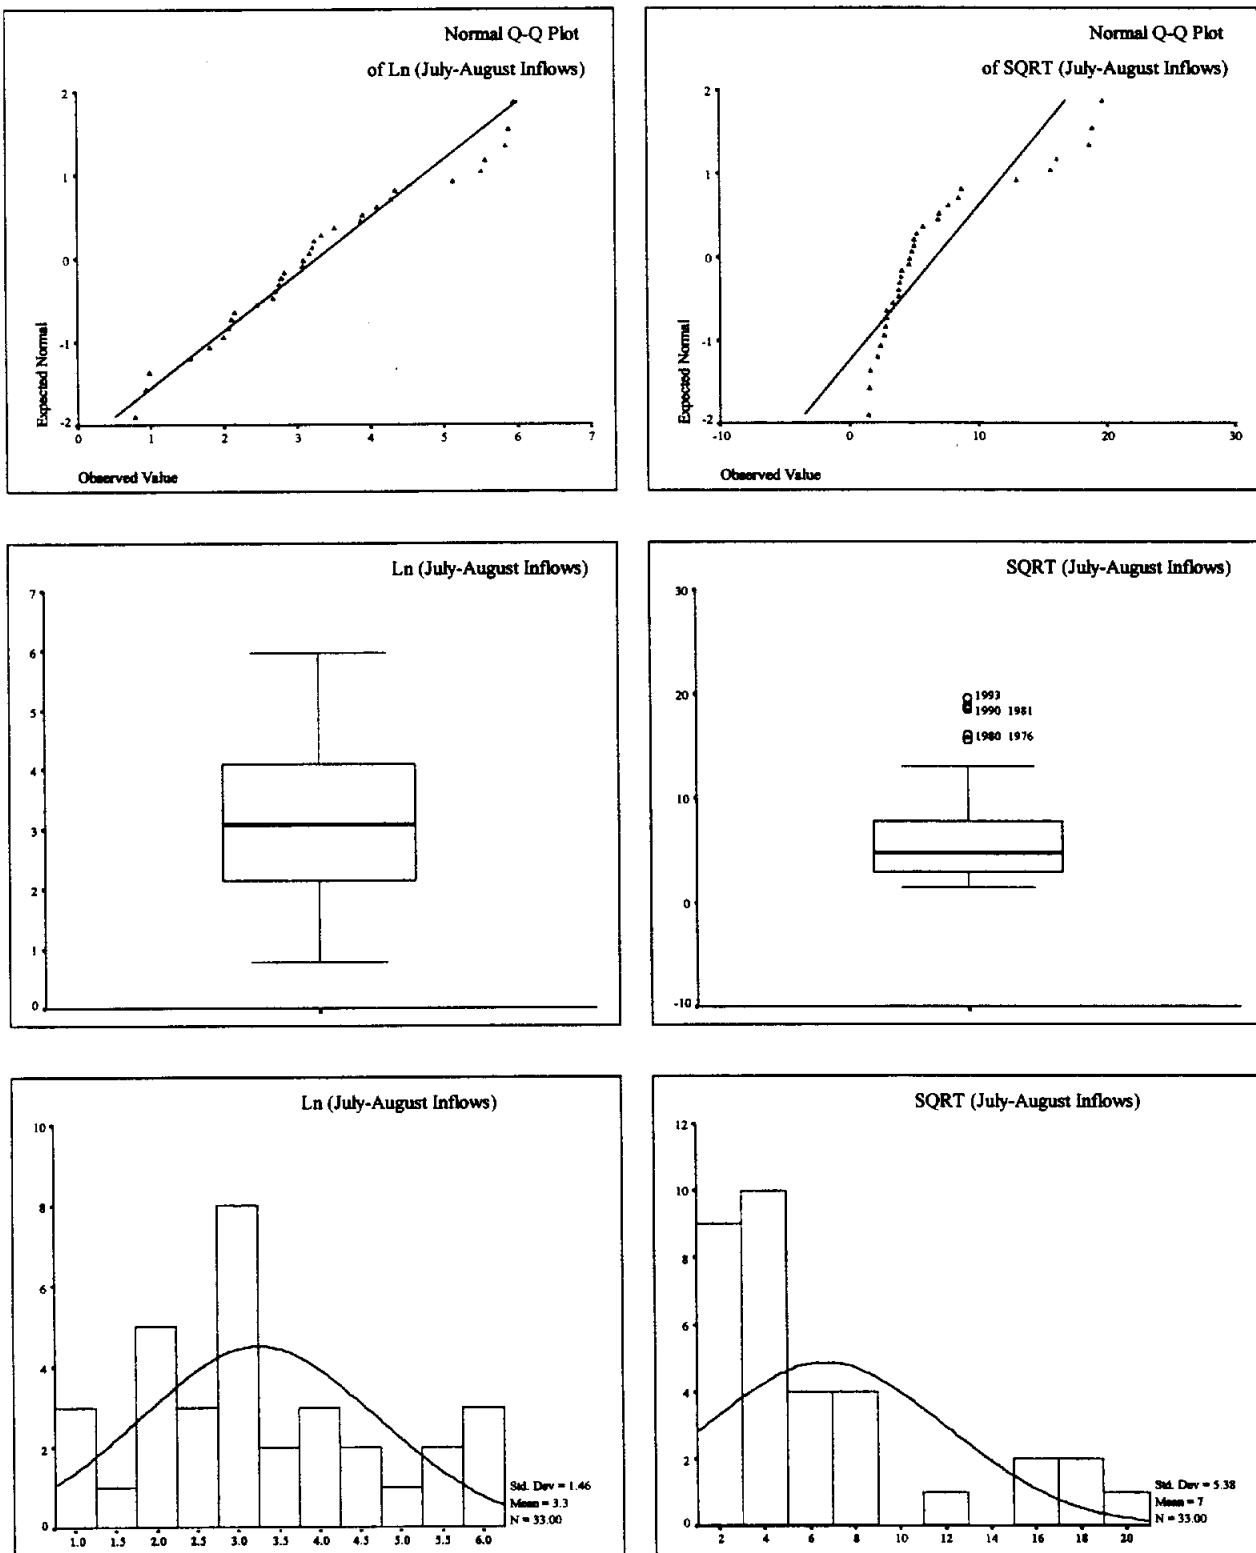 Normal Q-Q Plot
of Ln (July-August Inflows)
2
1
0
-1
-2
Expected Normal
0 1 2 3 4 5 6 7
Observed Value
Normal Q-Q Plot
of SQRT (July-August Inflows)
2
1
0
-1
-2
Expected Normal
-10 0 10 20 30
Observed Value
Ln (July-August Inflows)
7
6
5
4
3
2
1
0
SQRT (July-August Inflows)
30
20
10
0
-10
1993
1990 1981
1980 1976
Ln (July-August Inflows)
10
8
6
4
2
0
1.0 1.5 2.0 2.5 3.0 3.5 4.0 4.5 5.0 5.5 6.0
Std. Dev = 1.46
Mean = 3.3
N = 33.00
SQRT (July-August Inflows)
12
10
8
6
4
2
0
2 4 6 8 10 12 14 16 18 20
Std. Dev = 5.38
Mean = 7
N = 33.00